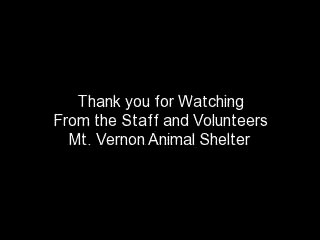 Thank you for Watching
From the Staff and Volunteers
Mt. Vernon Animal Shelter